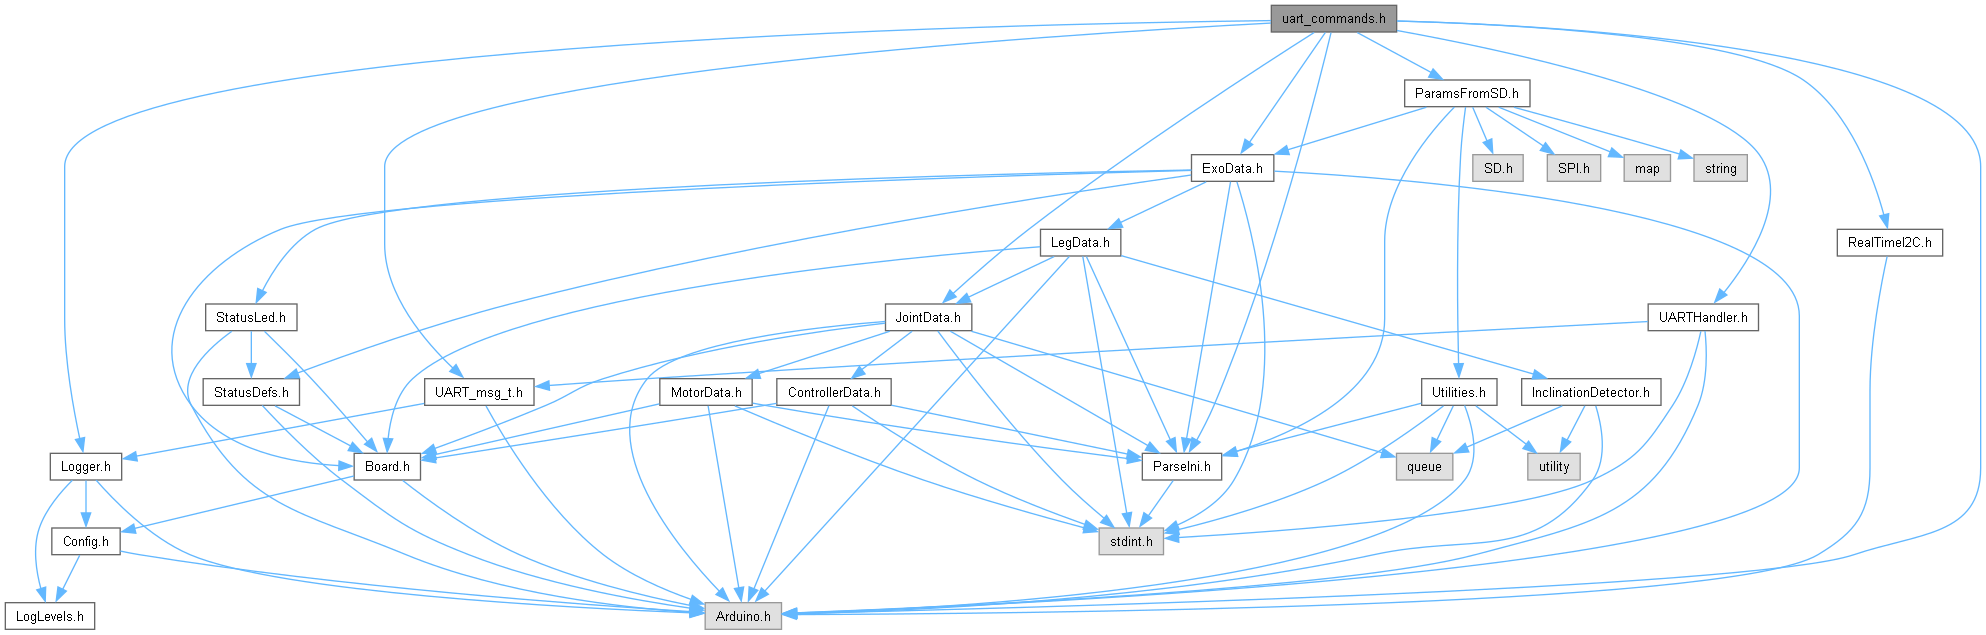 uart_commands.h
ParamsFromSD.h
ExoData.h
SD.h
SPI.h
map
string
LegData.h
RealTimeI2C.h
StatusLed.h
JointData.h
UARTHandler.h
StatusDefs.h
UART_msg_t.h
MotorData.h
ControllerData.h
Utilities.h
InclinationDetector.h
Logger.h
Board.h
ParseIni.h
queue
utility
Config.h
stdint.h
LogLevels.h
Arduino.h